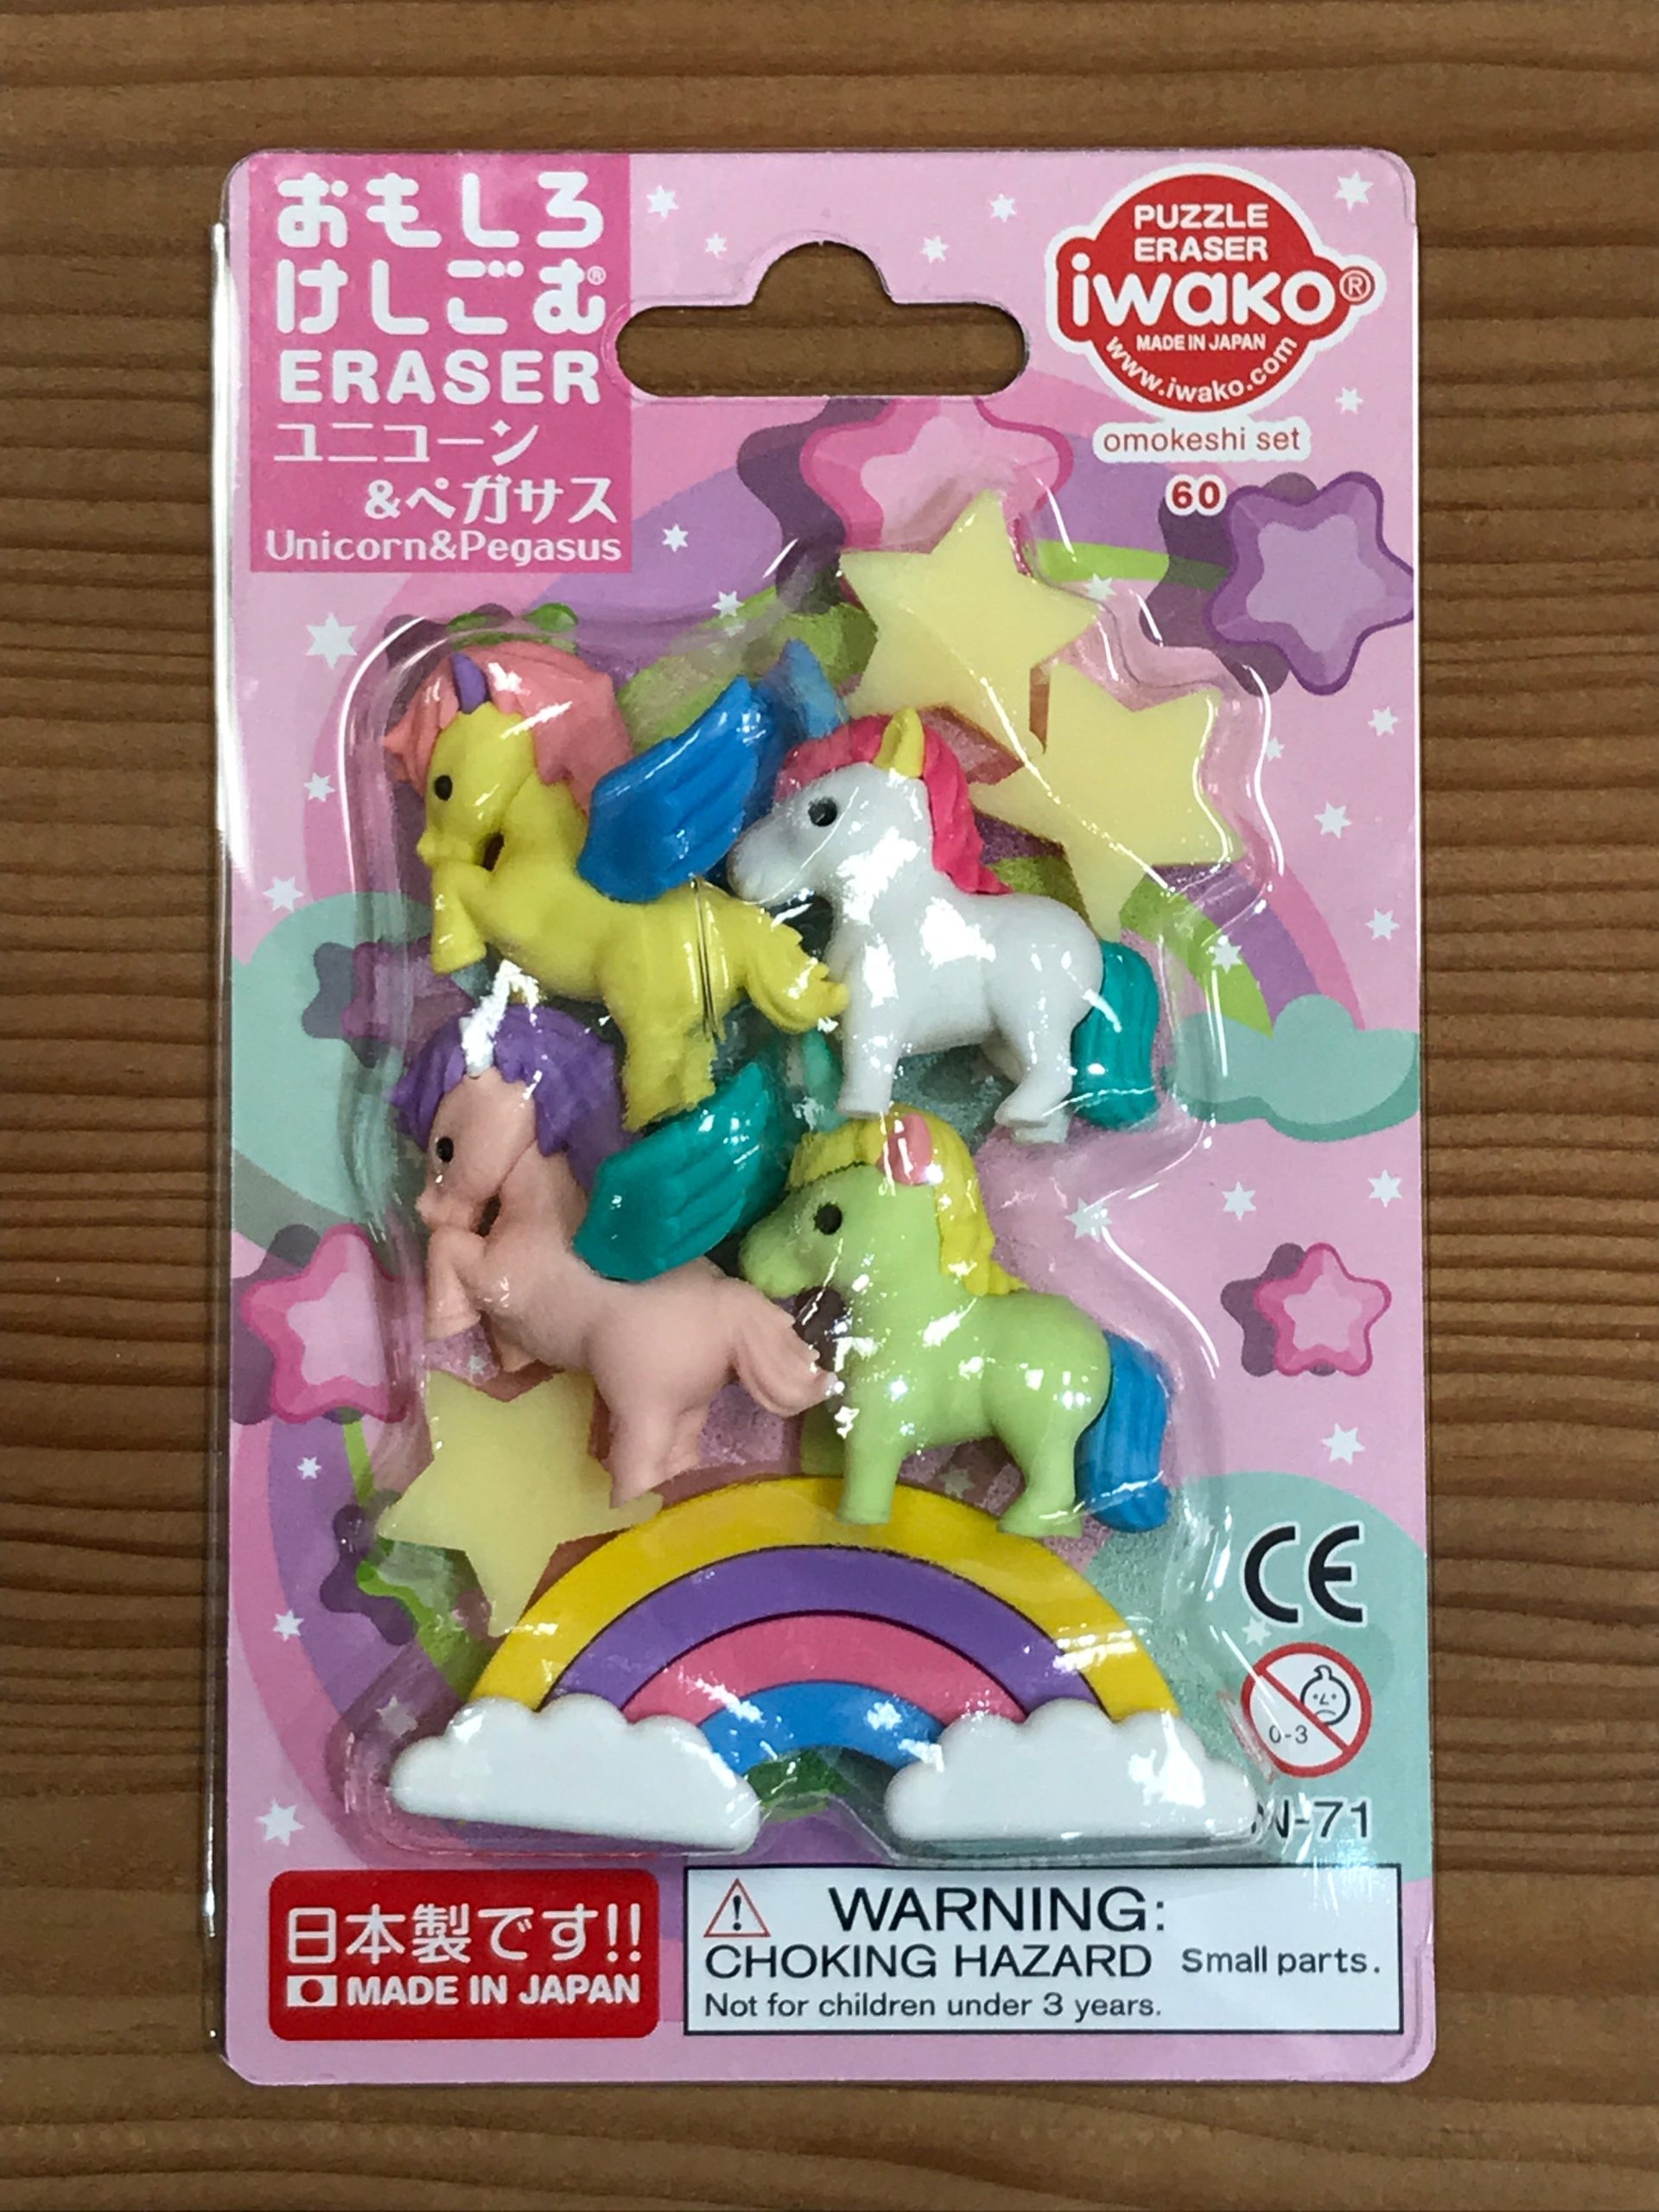 おもしろ
けしごむ®
ERASER
ユニコーン
&ペガサス
Unicorn&Pegasus
PUZZLE
ERASER
iwako®
MADE IN JAPAN
www.iwako.com
omokeshi set
60
CE
0-3
N-71
日本製です!!
MADE IN JAPAN
WARNING:
CHOKING HAZARD Small parts.
Not for children under 3 years.